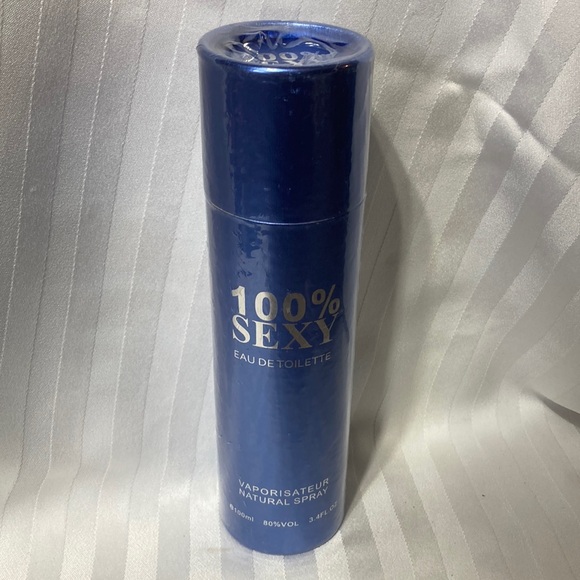 100%
SEXY
EAU DE TOILETTE
VAPORISATEUR
NATURAL SPRAY
℮100ml 80%VOL 3.4FL.OZ